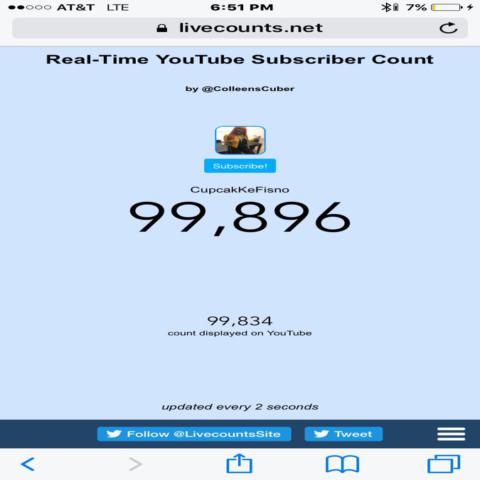 AT&T LTE 6:51 PM 7%
livecounts.net
Real-Time YouTube Subscriber Count
by @ColleensCuber
Subscribe!
CupcakKeFisno
99,896
99,834
count displayed on YouTube
updated every 2 seconds
Follow @LivecountsSite Tweet